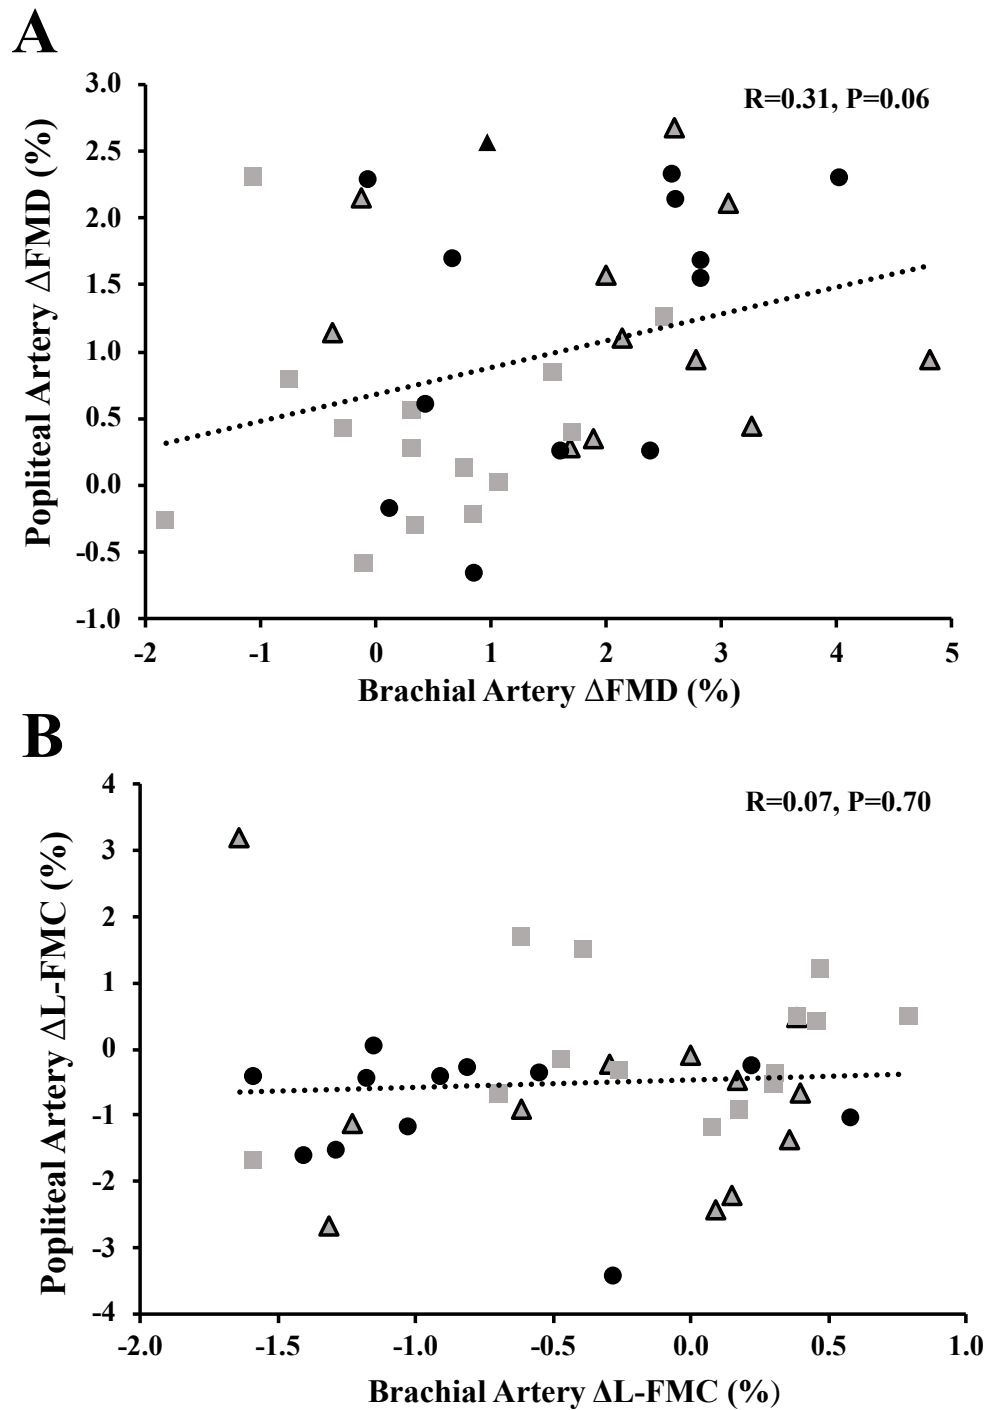 A
R=0.31, P=0.06
Popliteal Artery ΔFMD (%)
3.0
2.5
2.0
1.5
1.0
0.5
0.0
-0.5
-1.0
-2 -1 0 1 2 3 4 5
Brachial Artery ΔFMD (%)
B
R=0.07, P=0.70
Popliteal Artery ΔL-FMC (%)
4
3
2
1
0
-1
-2
-3
-4
-2.0 -1.5 -1.0 -0.5 0.0 0.5 1.0
Brachial Artery ΔL-FMC (%)